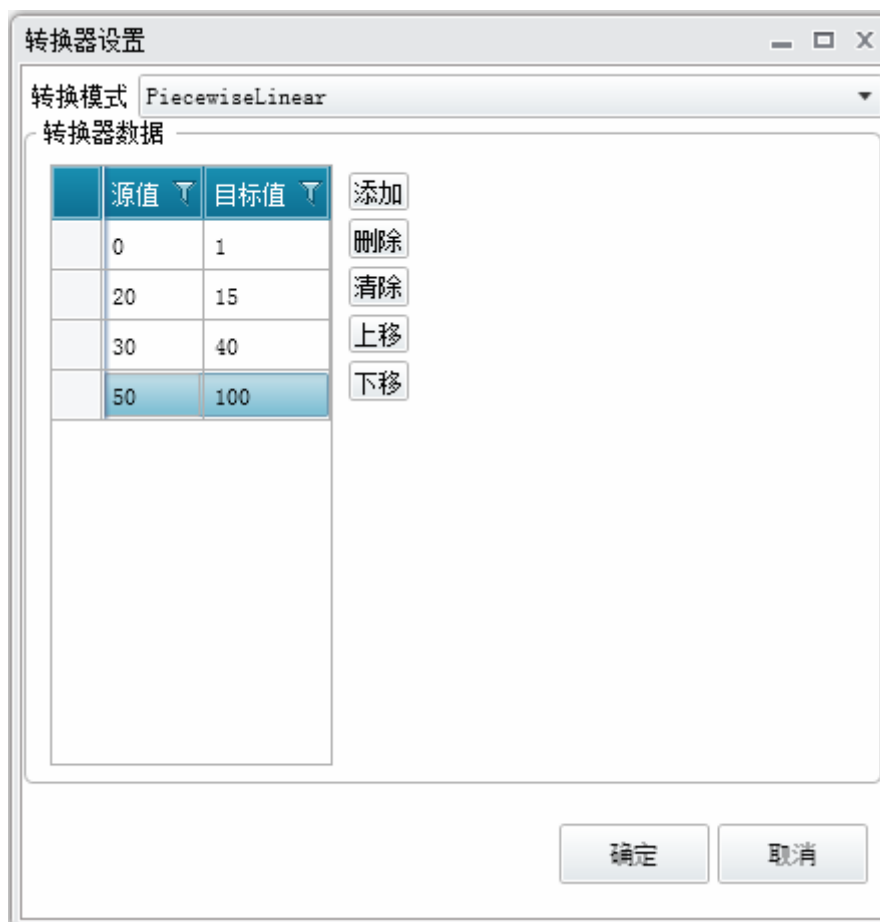 转换器设置
转换模式 PiecewiseLinear
转换器数据
源值 目标值 添加
0 1 删除
20 15 清除
30 40 上移
50 100 下移
确定 取消